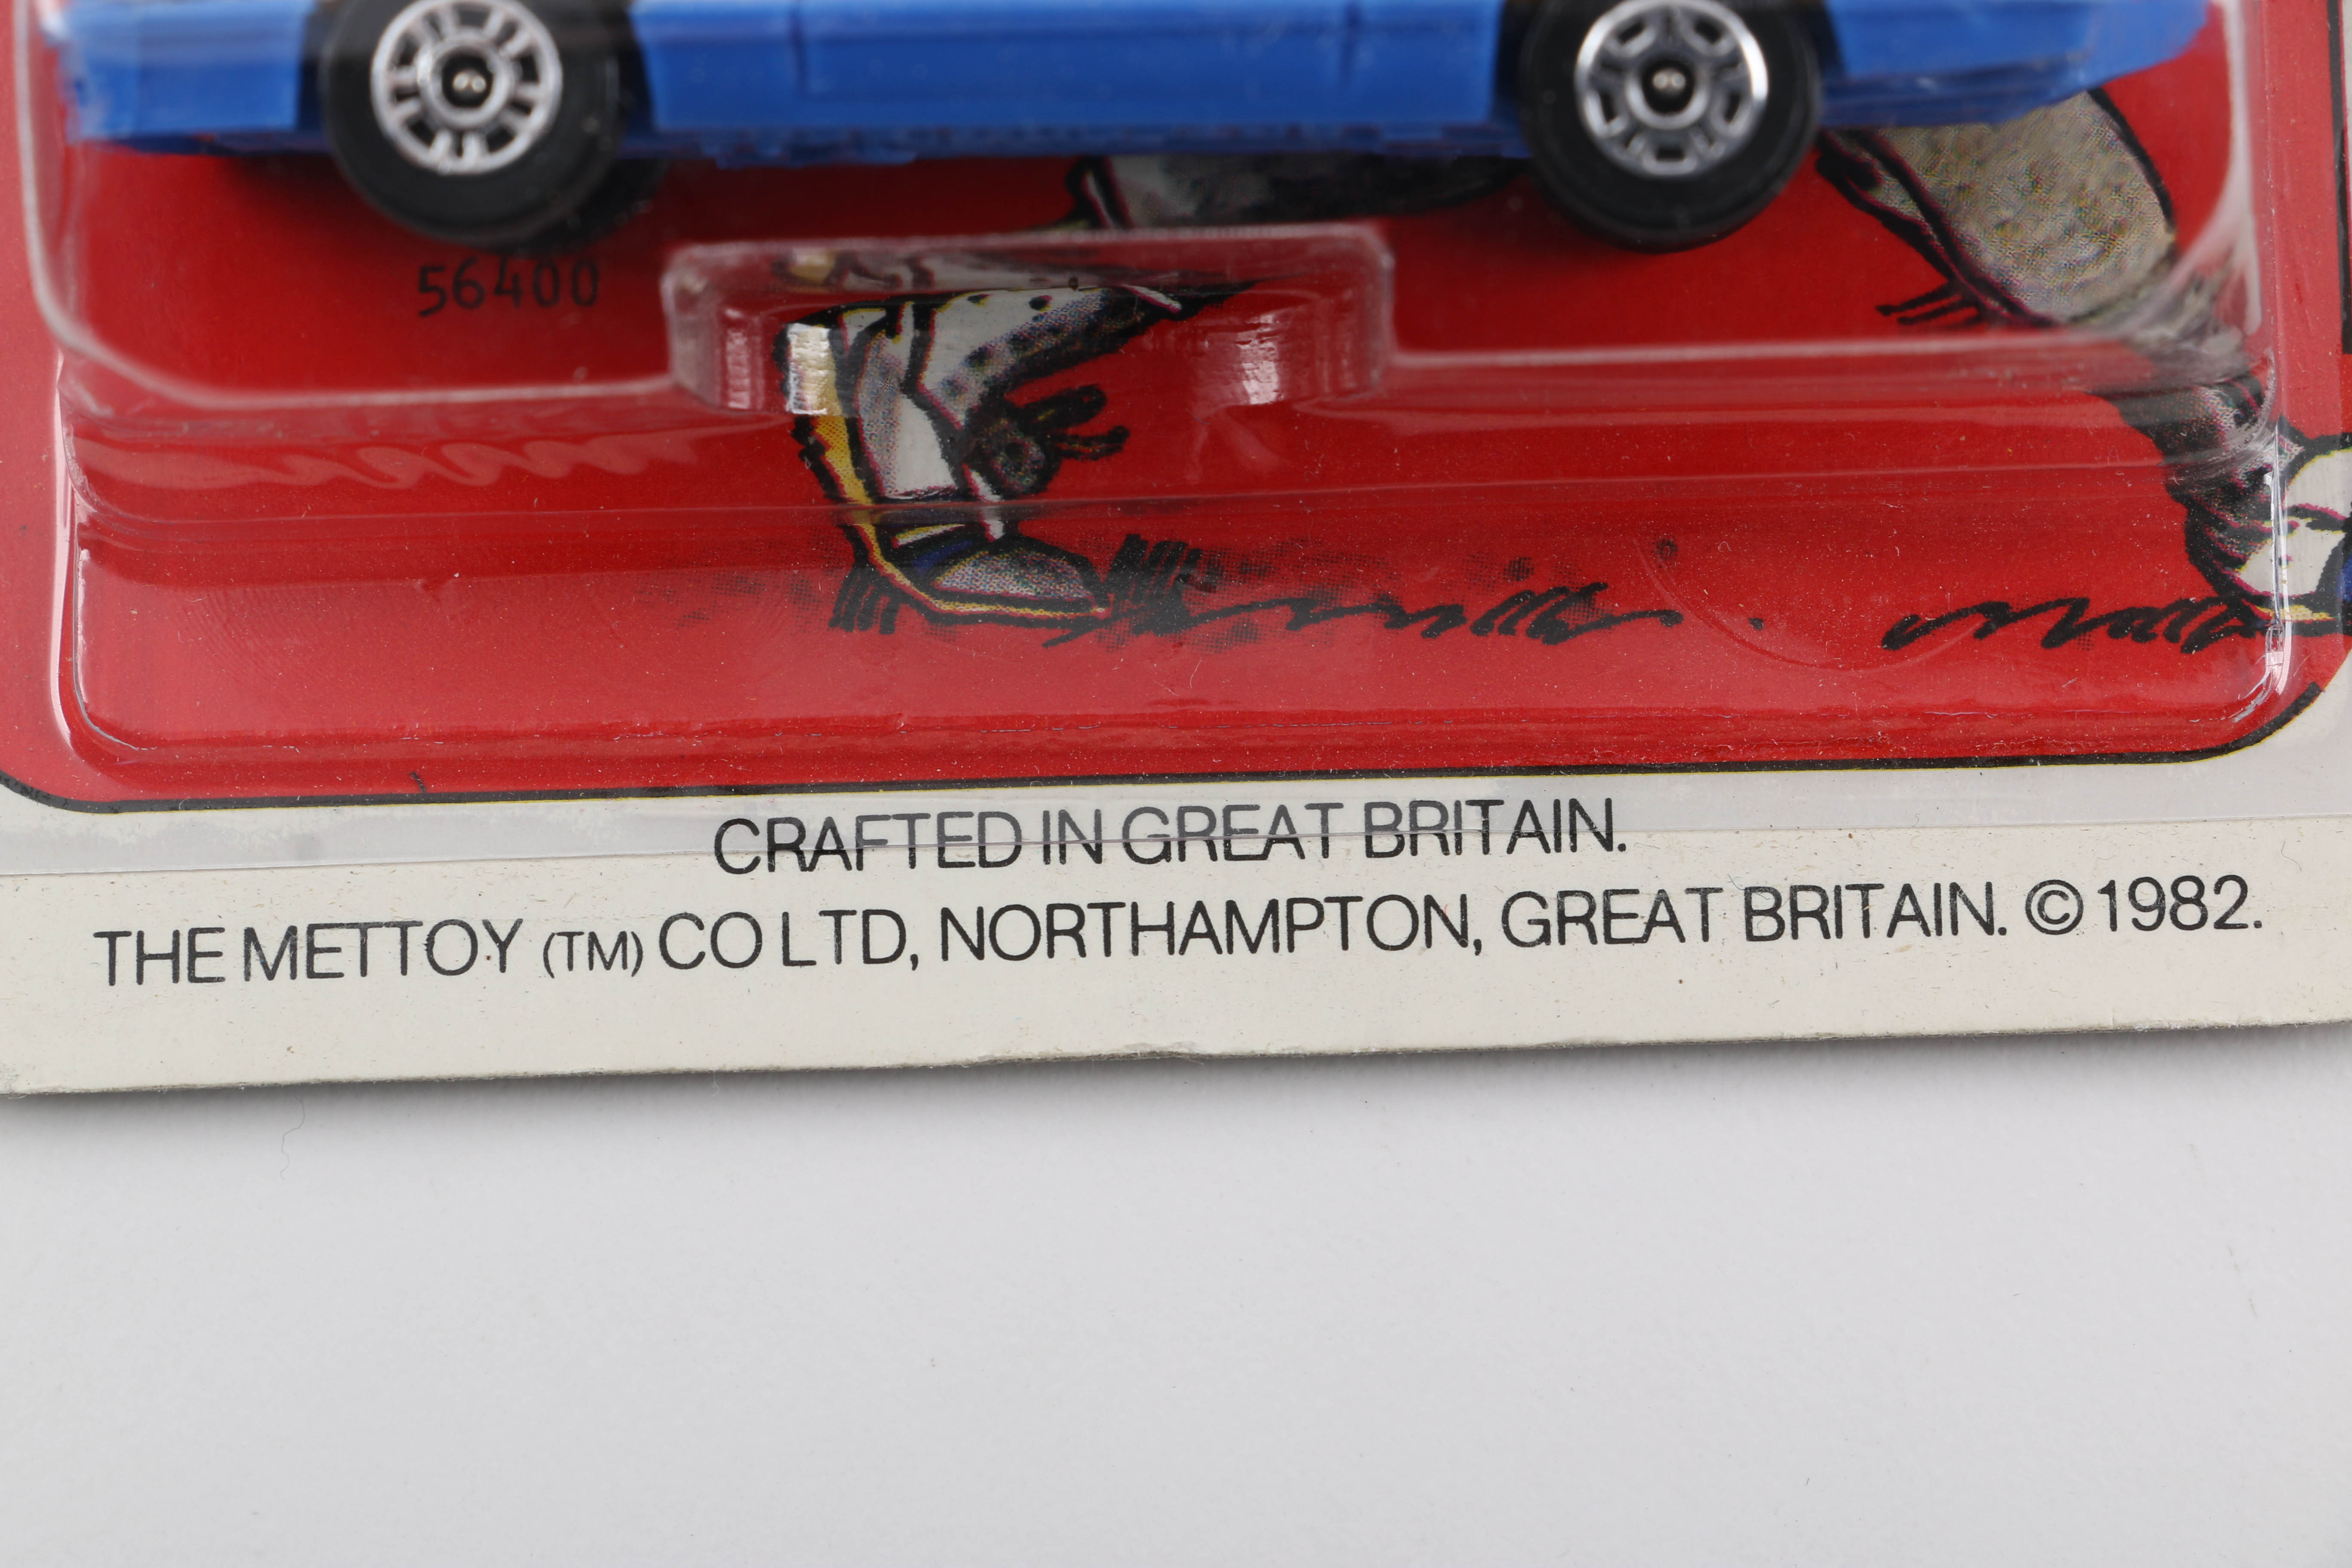 56400
CRAFTED IN GREAT BRITAIN.
THE METTOY (TM) CO LTD, NORTHAMPTON, GREAT BRITAIN. © 1982.